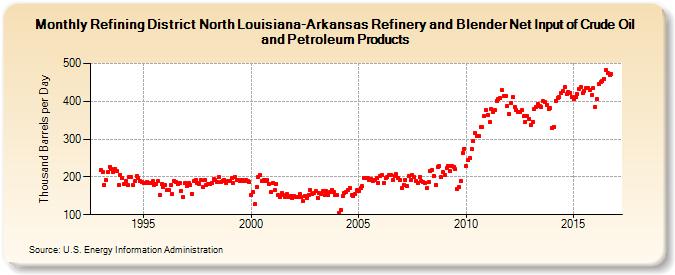 Monthly Refining District North Louisiana-Arkansas Refinery and Blender Net Input of Crude Oil
and Petroleum Products
Thousand Barrels per Day
500
400
300
200
100
1995
2000
2005
2010
2015
Source: U.S. Energy Information Administration